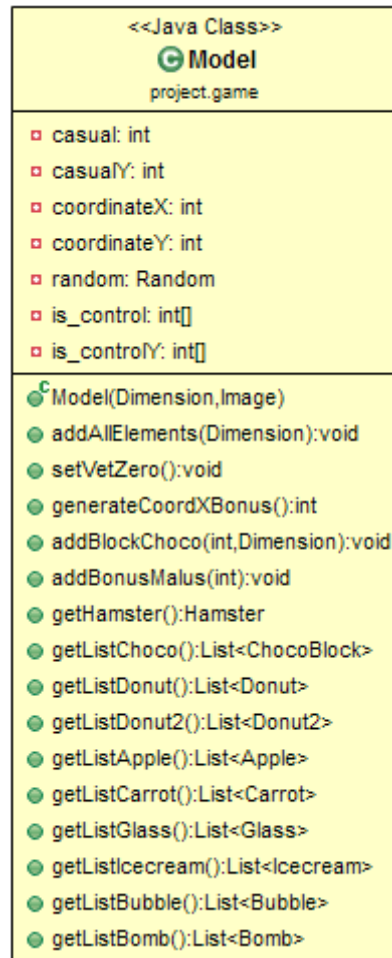 <<Java Class>>
C Model
project.game
casual: int
casualY: int
coordinateX: int
coordinateY: int
random: Random
is_control: int[]
is_controlY: int[]
C Model(Dimension,Image)
addAllElements(Dimension):void
setVetZero():void
generateCoordXBonus():int
addBlockChoco(int,Dimension):void
addBonusMalus(int):void
getHamster():Hamster
getListChoco():List<ChocoBlock>
getListDonut():List<Donut>
getListDonut2():List<Donut2>
getListApple():List<Apple>
getListCarrot():List<Carrot>
getListGlass():List<Glass>
getListIcecream():List<Icecream>
getListBubble():List<Bubble>
getListBomb():List<Bomb>